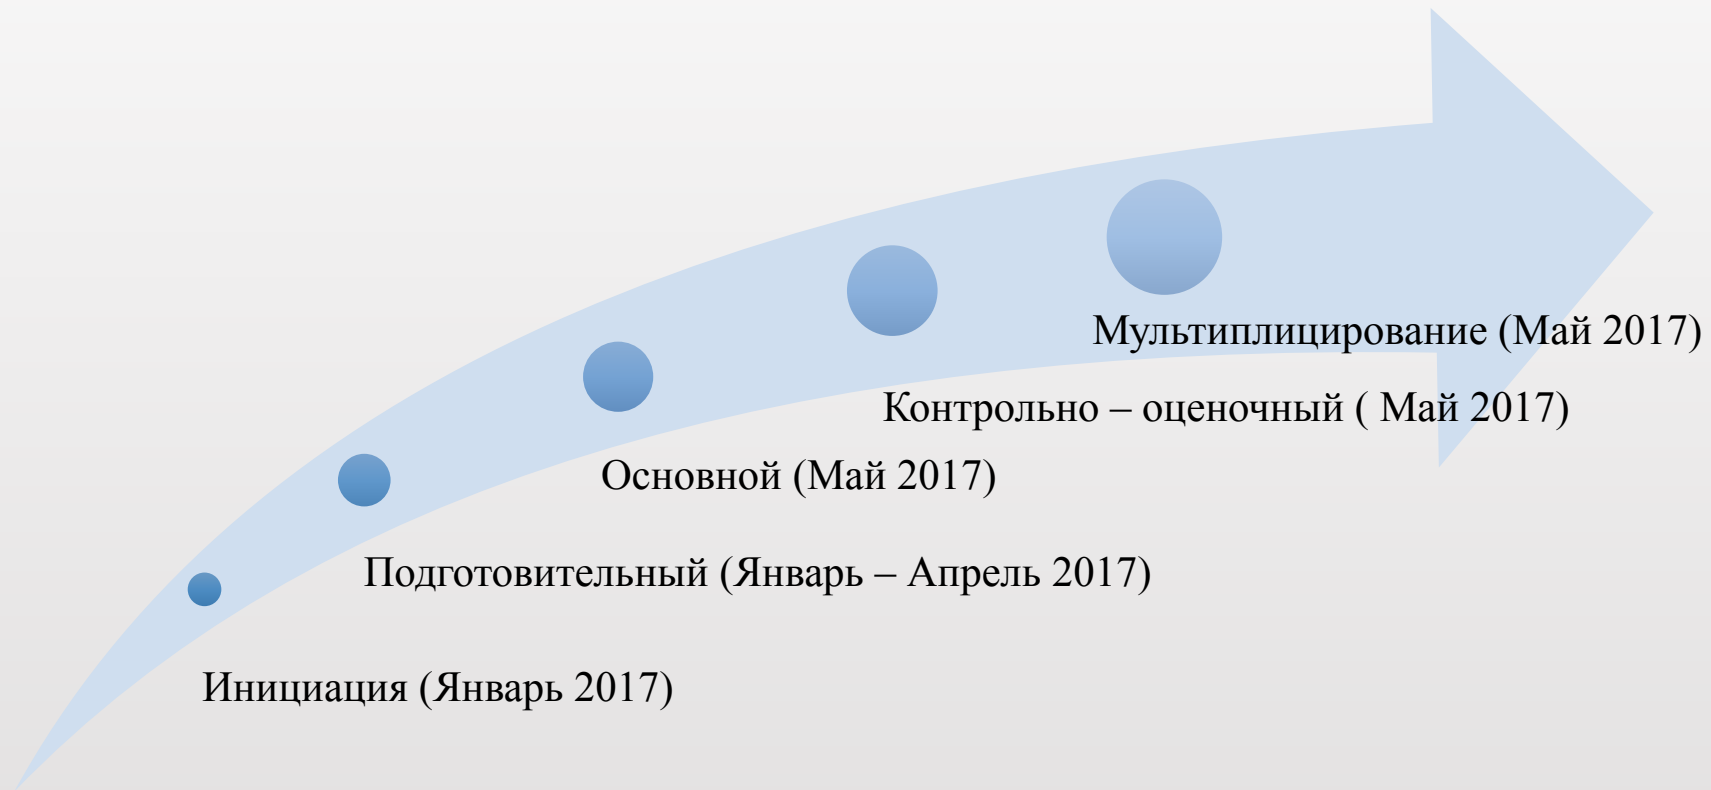 Мультиплицирование (Май 2017)
Контрольно – оценочный ( Май 2017)
Основной (Май 2017)
Подготовительный (Январь – Апрель 2017)
Инициация (Январь 2017)